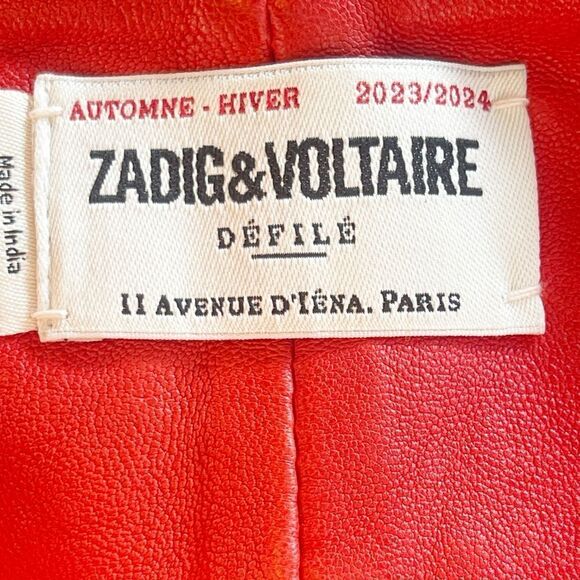 AUTOMNE - HIVER 2023/2024
ZADIG&VOLTAIRE
DÉFILÉ
11 AVENUE D'IÉNA. PARIS
Made in India